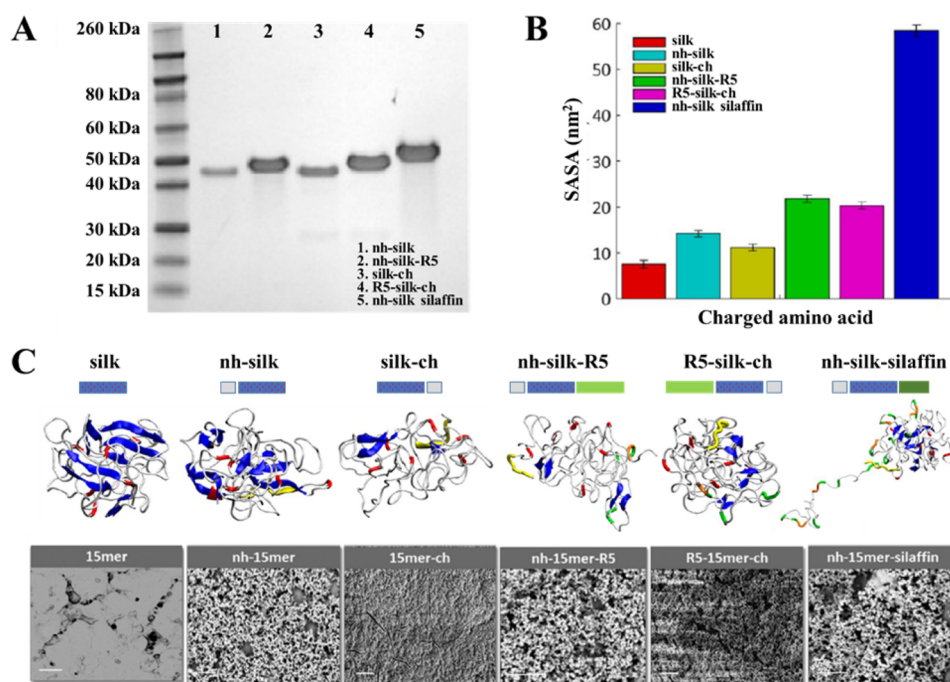 A
1 2 3 4 5
260 kDa
80 kDa
60 kDa
50 kDa
40 kDa
30 kDa
20 kDa
15 kDa
1. nh-silk
2. nh-silk-R5
3. silk-ch
4. R5-silk-ch
5. nh-silk silaffin
B
SASA (nm²)
60
50
40
30
20
10
0
silk
nh-silk
silk-ch
nh-silk-R5
R5-silk-ch
nh-silk silaffin
Charged amino acid
C
silk nh-silk silk-ch nh-silk-R5 R5-silk-ch nh-silk-silaffin
15mer nh-15mer 15mer-ch nh-15mer-R5 R5-15mer-ch nh-15mer-silaffin